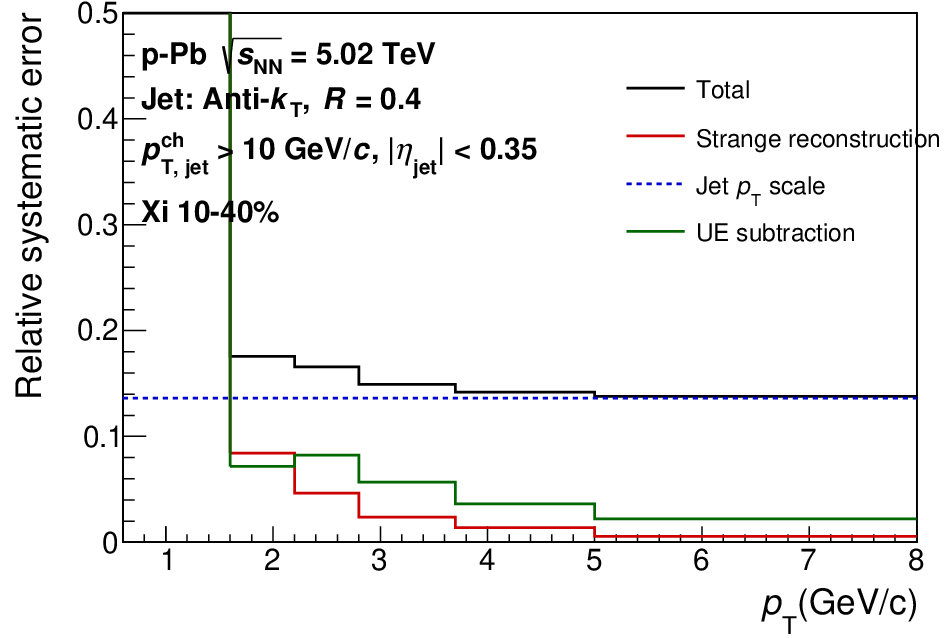 Relative systematic error
0.5
0.4
0.3
0.2
0.1
0
p-Pb √sNN = 5.02 TeV
Jet: Anti-kT, R = 0.4
pchT, jet > 10 GeV/c, |ηjet| < 0.35
Xi 10-40%
Total
Strange reconstruction
Jet pT scale
UE subtraction
1 2 3 4 5 6 7 8
pT(GeV/c)